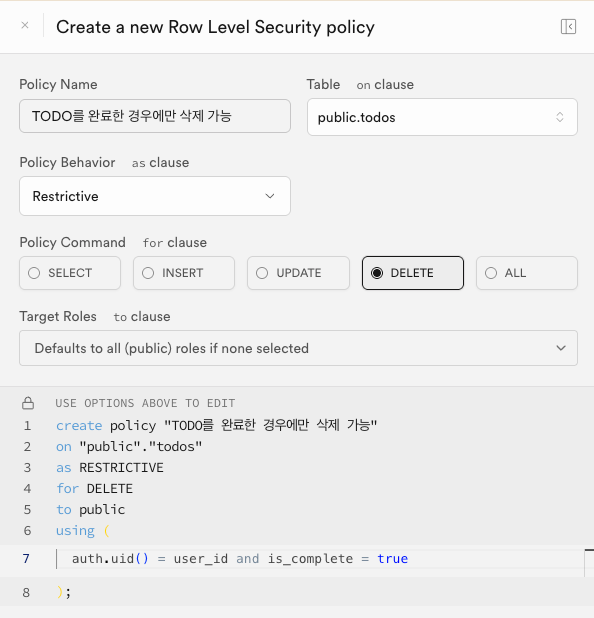 × Create a new Row Level Security policy
Policy Name
Table on clause
TODO를 완료한 경우에만 삭제 가능
public.todos
Policy Behavior as clause
Restrictive
Policy Command for clause
SELECT
INSERT
UPDATE
DELETE
ALL
Target Roles to clause
Defaults to all (public) roles if none selected
USE OPTIONS ABOVE TO EDIT
1 create policy "TODO를 완료한 경우에만 삭제 가능"
2 on "public"."todos"
3 as RESTRICTIVE
4 for DELETE
5 to public
6 using (
7 auth.uid() = user_id and is_complete = true
8 );